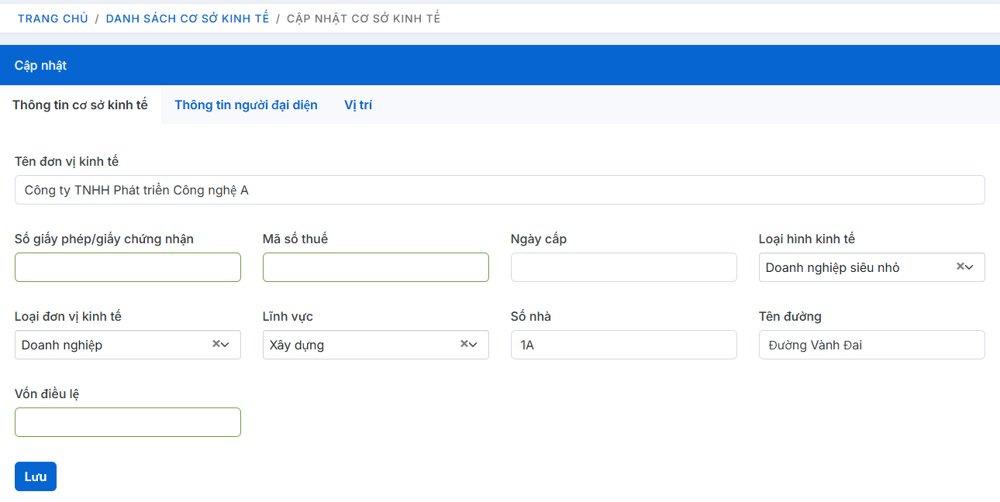 TRANG CHỦ / DANH SÁCH CƠ SỞ KINH TẾ / CẬP NHẬT CƠ SỞ KINH TẾ
Cập nhật
Thông tin cơ sở kinh tế Thông tin người đại diện Vị trí
Tên đơn vị kinh tế
Công ty TNHH Phát triển Công nghệ A
Số giấy phép/giấy chứng nhận Mã số thuế Ngày cấp Loại hình kinh tế
Doanh nghiệp siêu nhỏ
Loại đơn vị kinh tế Lĩnh vực Số nhà Tên đường
Doanh nghiệp Xây dựng 1A Đường Vành Đai
Vốn điều lệ
Lưu